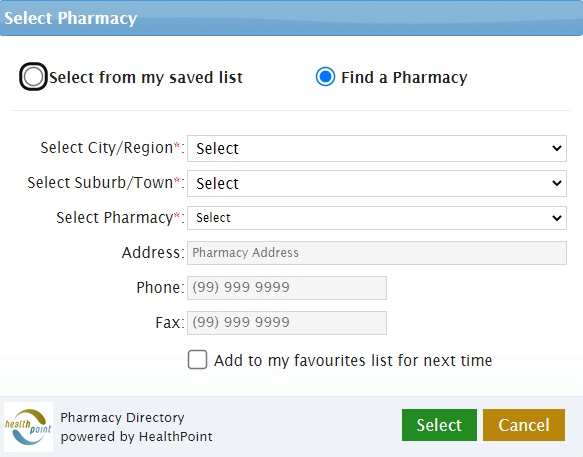 Select Pharmacy
Select from my saved list Find a Pharmacy
Select City/Region*: Select
Select Suburb/Town*: Select
Select Pharmacy*: Select
Address: Pharmacy Address
Phone: (99) 999 9999
Fax: (99) 999 9999
Add to my favourites list for next time
health point
Pharmacy Directory
powered by HealthPoint
Select Cancel